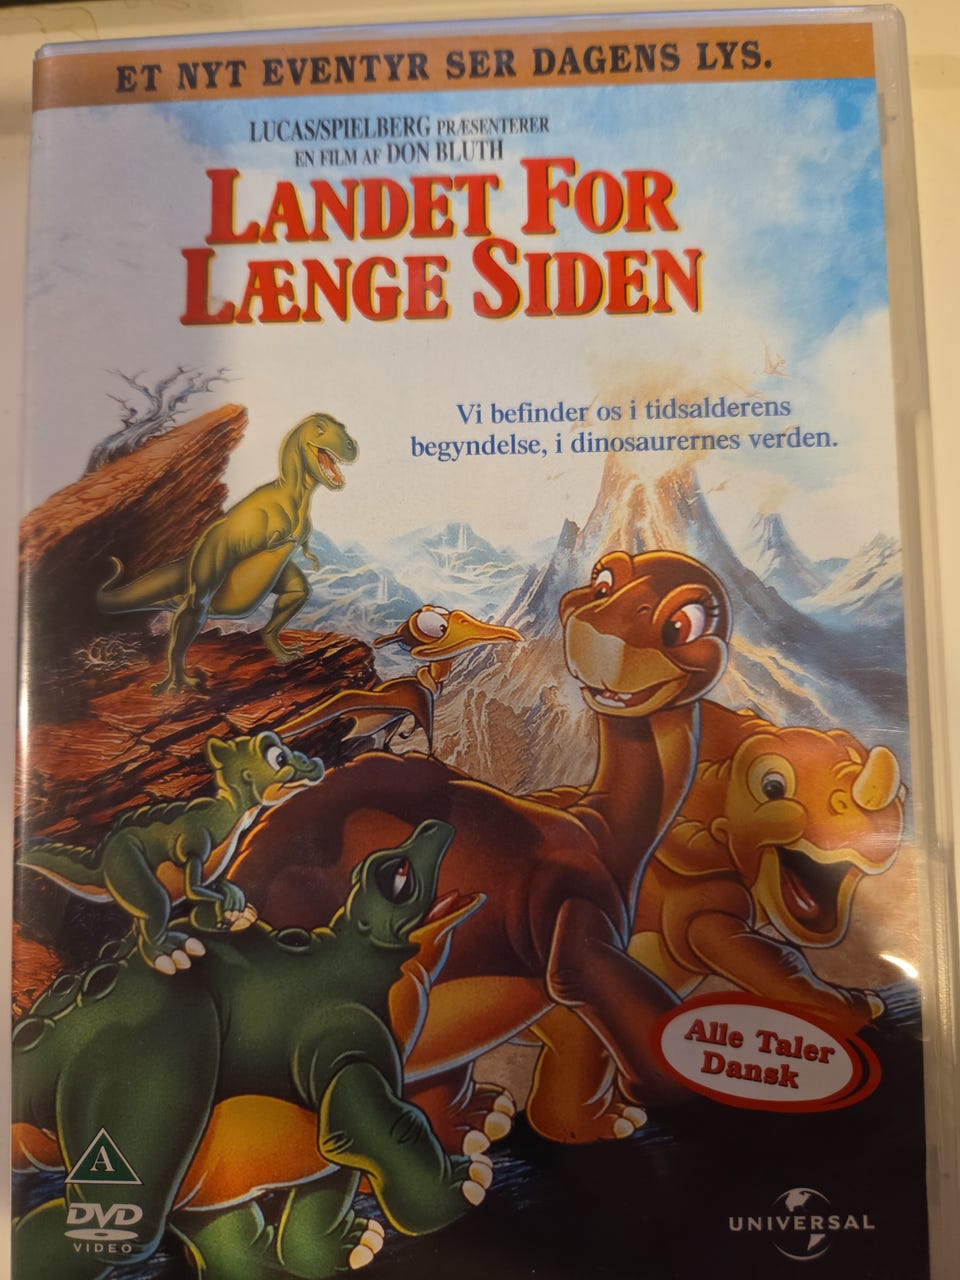 ET NYT EVENTYR SER DAGENS LYS.
LUCAS/SPIELBERG PRÆSENTERER
EN FILM AF DON BLUTH
LANDET FOR
LÆNGE SIDEN
Vi befinder os i tidsalderens
begyndelse, i dinosaurernes verden.
Alle Taler
Dansk
A
DVD
VIDEO
UNIVERSAL